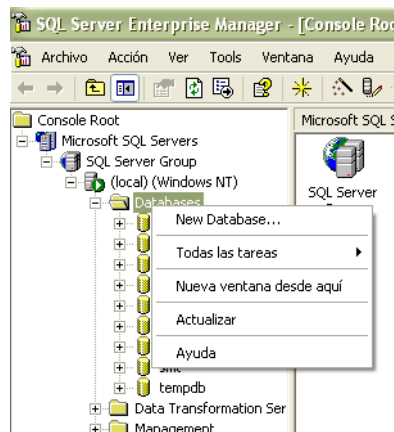 SQL Server Enterprise Manager - [Console Roo
Archivo Acción Ver Tools Ventana Ayuda
Console Root
Microsoft SQL S
Microsoft SQL Servers
SQL Server Group
(local) (Windows NT)
SQL Server
Databases
New Database...
Todas las tareas
Nueva ventana desde aquí
Actualizar
Ayuda
tempdb
Data Transformation Ser
Management